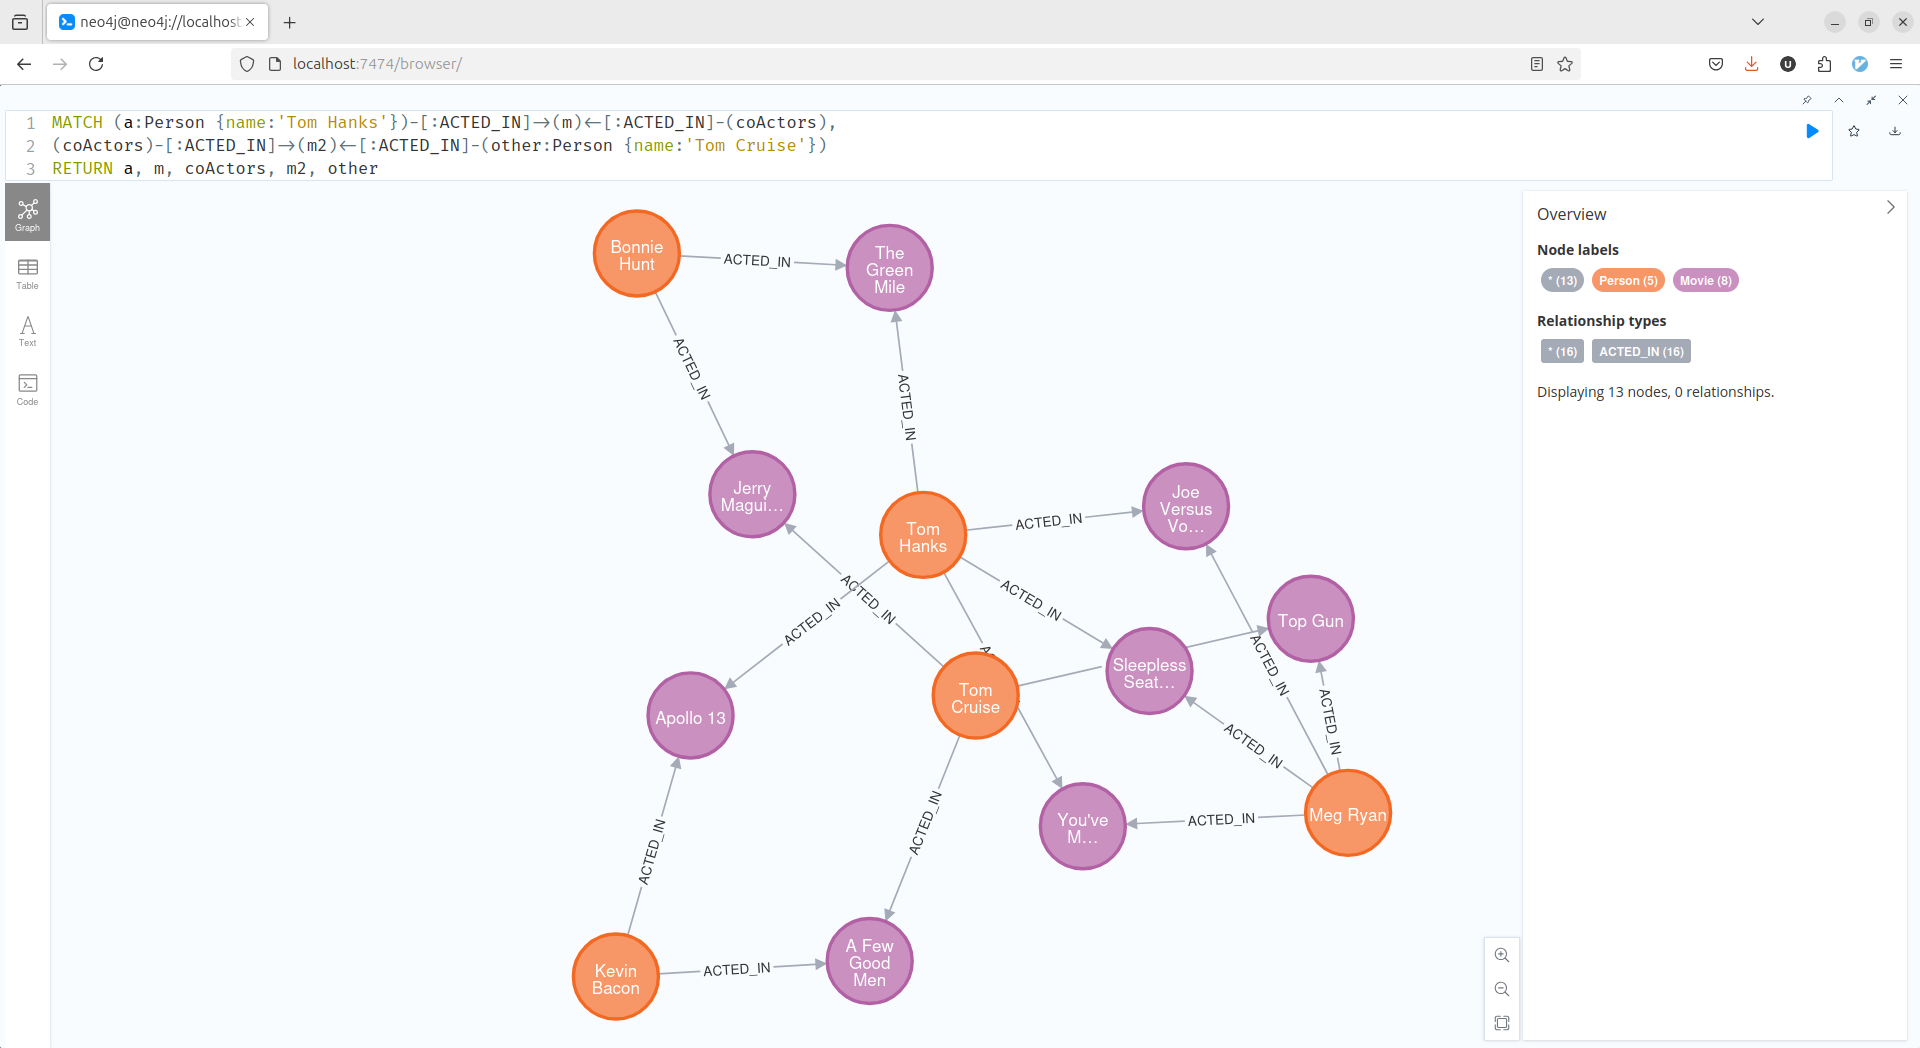 neo4j@neo4j://localhost
localhost:7474/browser/
1 MATCH (a:Person {name:'Tom Hanks'})-[:ACTED_IN]->(m)<-[:ACTED_IN]-(coActors),
2 (coActors)-[:ACTED_IN]->(m2)<-[:ACTED_IN]-(other:Person {name:'Tom Cruise'})
3 RETURN a, m, coActors, m2, other
Graph
Table
Text
Code
Bonnie
Hunt
ACTED_IN
The
Green
Mile
ACTED_IN
ACTED_IN
Jerry
Magui...
Tom
Hanks
ACTED_IN
Joe
Versus
Vo...
ACTED_IN
ACTED_IN
ACTED_IN
Top Gun
ACTED_IN
Sleepless
Seat...
A
Tom
Cruise
Apollo 13
ACTED_IN
ACTED_IN
ACTED_IN
ACTED_IN
You've
M...
ACTED_IN
Meg Ryan
ACTED_IN
Kevin
Bacon
ACTED_IN
A Few
Good
Men
Overview
Node labels
* (13) Person (5) Movie (8)
Relationship types
* (16) ACTED_IN (16)
Displaying 13 nodes, 0 relationships.